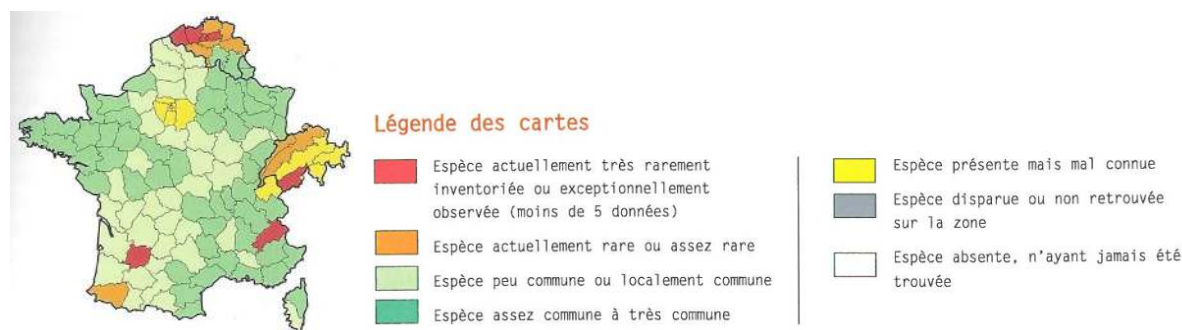 Légende des cartes
Espèce actuellement très rarement
inventoriée ou exceptionnellement
observée (moins de 5 données)
Espèce actuellement rare ou assez rare
Espèce peu commune ou localement commune
Espèce assez commune à très commune
Espèce présente mais mal connue
Espèce disparue ou non retrouvée
sur la zone
Espèce absente, n'ayant jamais été
trouvée